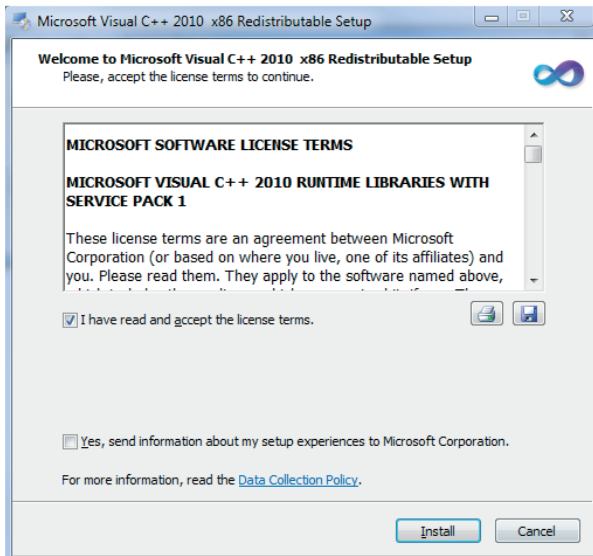 Microsoft Visual C++ 2010 x86 Redistributable Setup
Welcome to Microsoft Visual C++ 2010 x86 Redistributable Setup
Please, accept the license terms to continue.
MICROSOFT SOFTWARE LICENSE TERMS
MICROSOFT VISUAL C++ 2010 RUNTIME LIBRARIES WITH
SERVICE PACK 1
These license terms are an agreement between Microsoft
Corporation (or based on where you live, one of its affiliates) and
you. Please read them. They apply to the software named above,
I have read and accept the license terms.
Yes, send information about my setup experiences to Microsoft Corporation.
For more information, read the Data Collection Policy.
Install
Cancel